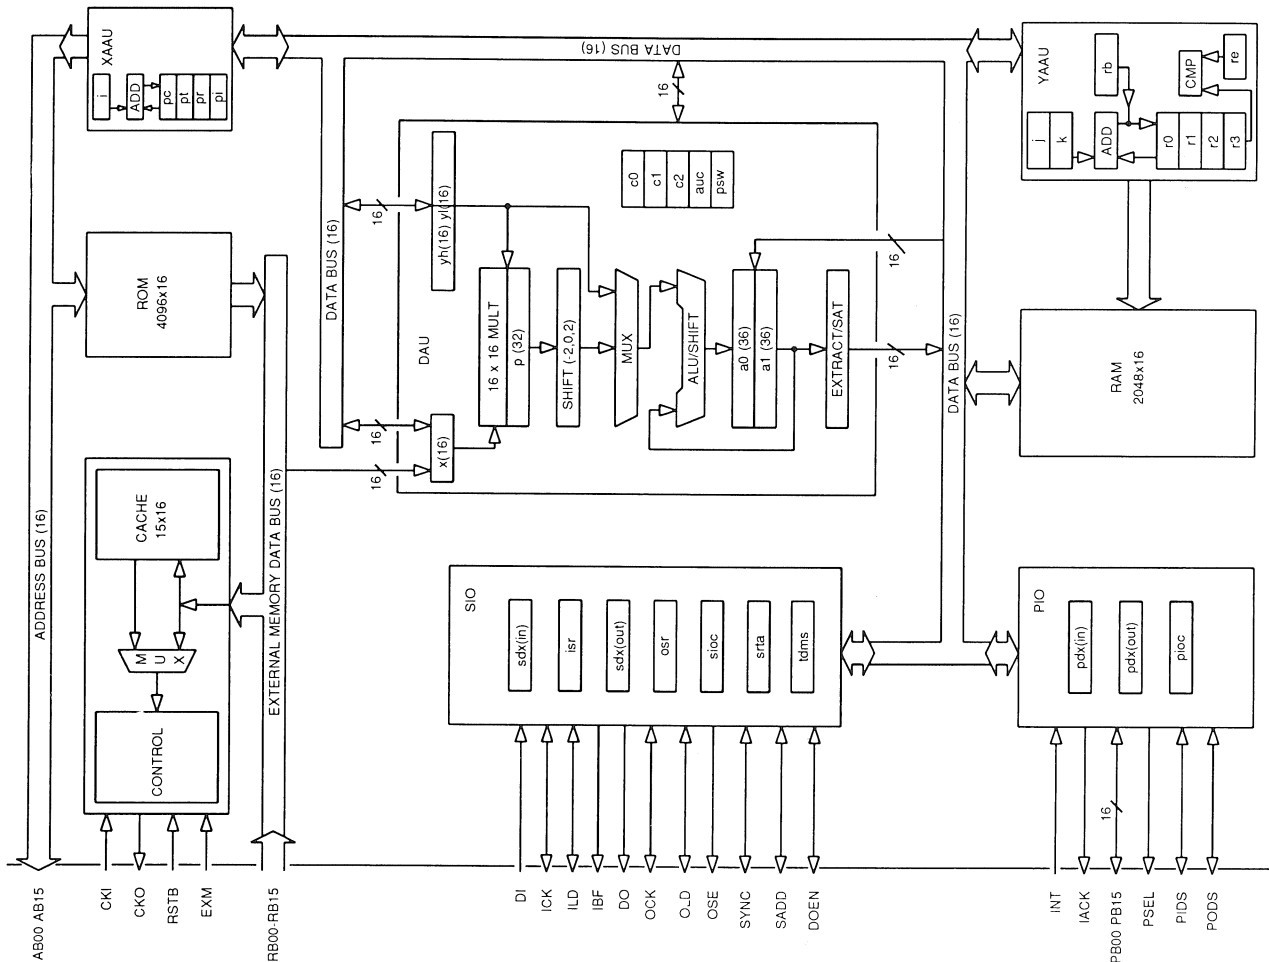 XAAU
i
ADD
pc
pt
pr
pi
DATA BUS (16)
YAAU
rb
CMP
re
j
k
ADD
r0
r1
r2
r3
ADDRESS BUS (16)
ROM
4096x16
DATA BUS (16)
16
16
16
DAU
yh(16) yl(16)
x(16)
16
16 x 16 MULT
p (32)
SHIFT (-2,0,2)
MUX
ALU/SHIFT
a0 (36)
a1 (36)
EXTRACT/SAT
c0
c1
c2
auc
psw
16
16
DATA BUS (16)
RAM
2048x16
CACHE
15x16
M
U
X
CONTROL
EXTERNAL MEMORY DATA BUS (16)
SIO
sdx(in)
isr
sdx(out)
osr
sioc
srta
tdms
PIO
pdx(in)
pdx(out)
pioc
16
AB00 AB15
CKI
CKO
RSTB
EXM
RB00-RB15
DI
ICK
ILD
IBF
DO
OCK
OLD
OSE
SYNC
SADD
DOEN
INT
IACK
PB00 PB15
PSEL
PIDS
PODS